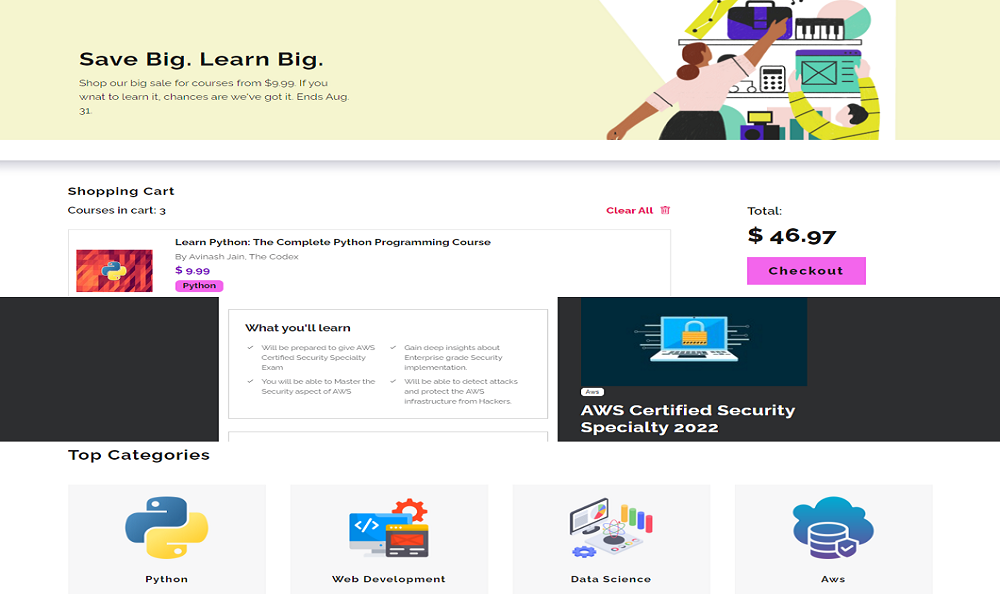 Save Big. Learn Big.
Shop our big sale for courses from $9.99. If you
wnat to learn it, chances are we've got it. Ends Aug.
31.
Shopping Cart
Courses in cart: 3
Clear All
Total:
$ 46.97
Checkout
Learn Python: The Complete Python Programming Course
By Avinash Jain, The Codex
$ 9.99
Python
What you'll learn
Will be prepared to give AWS
Certified Security Specialty
Exam
You will be able to Master the
Security aspect of AWS
Gain deep insights about
Enterprise grade Security
implementation.
Will be able to detect attacks
and protect the AWS
infrastructure from Hackers.
Aws
AWS Certified Security
Specialty 2022
Top Categories
</>
Python
Web Development
Data Science
Aws